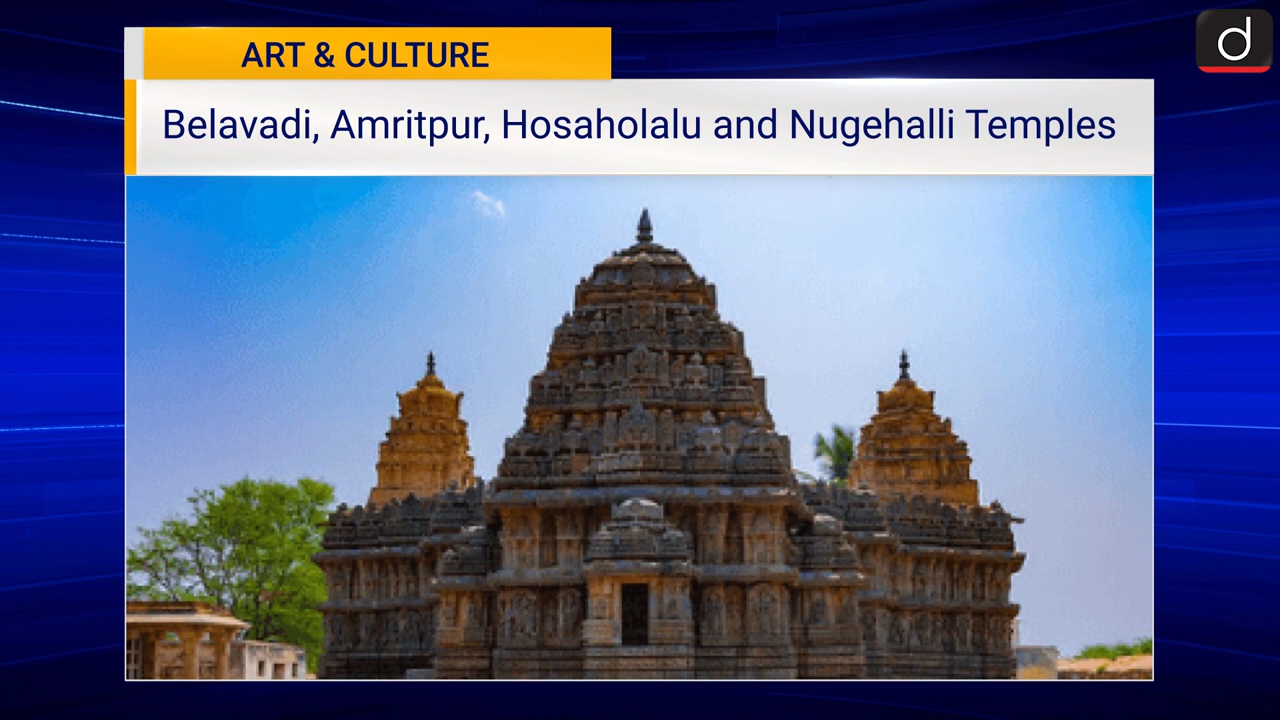 d
ART & CULTURE
Belavadi, Amritpur, Hosaholalu and Nugehalli Temples